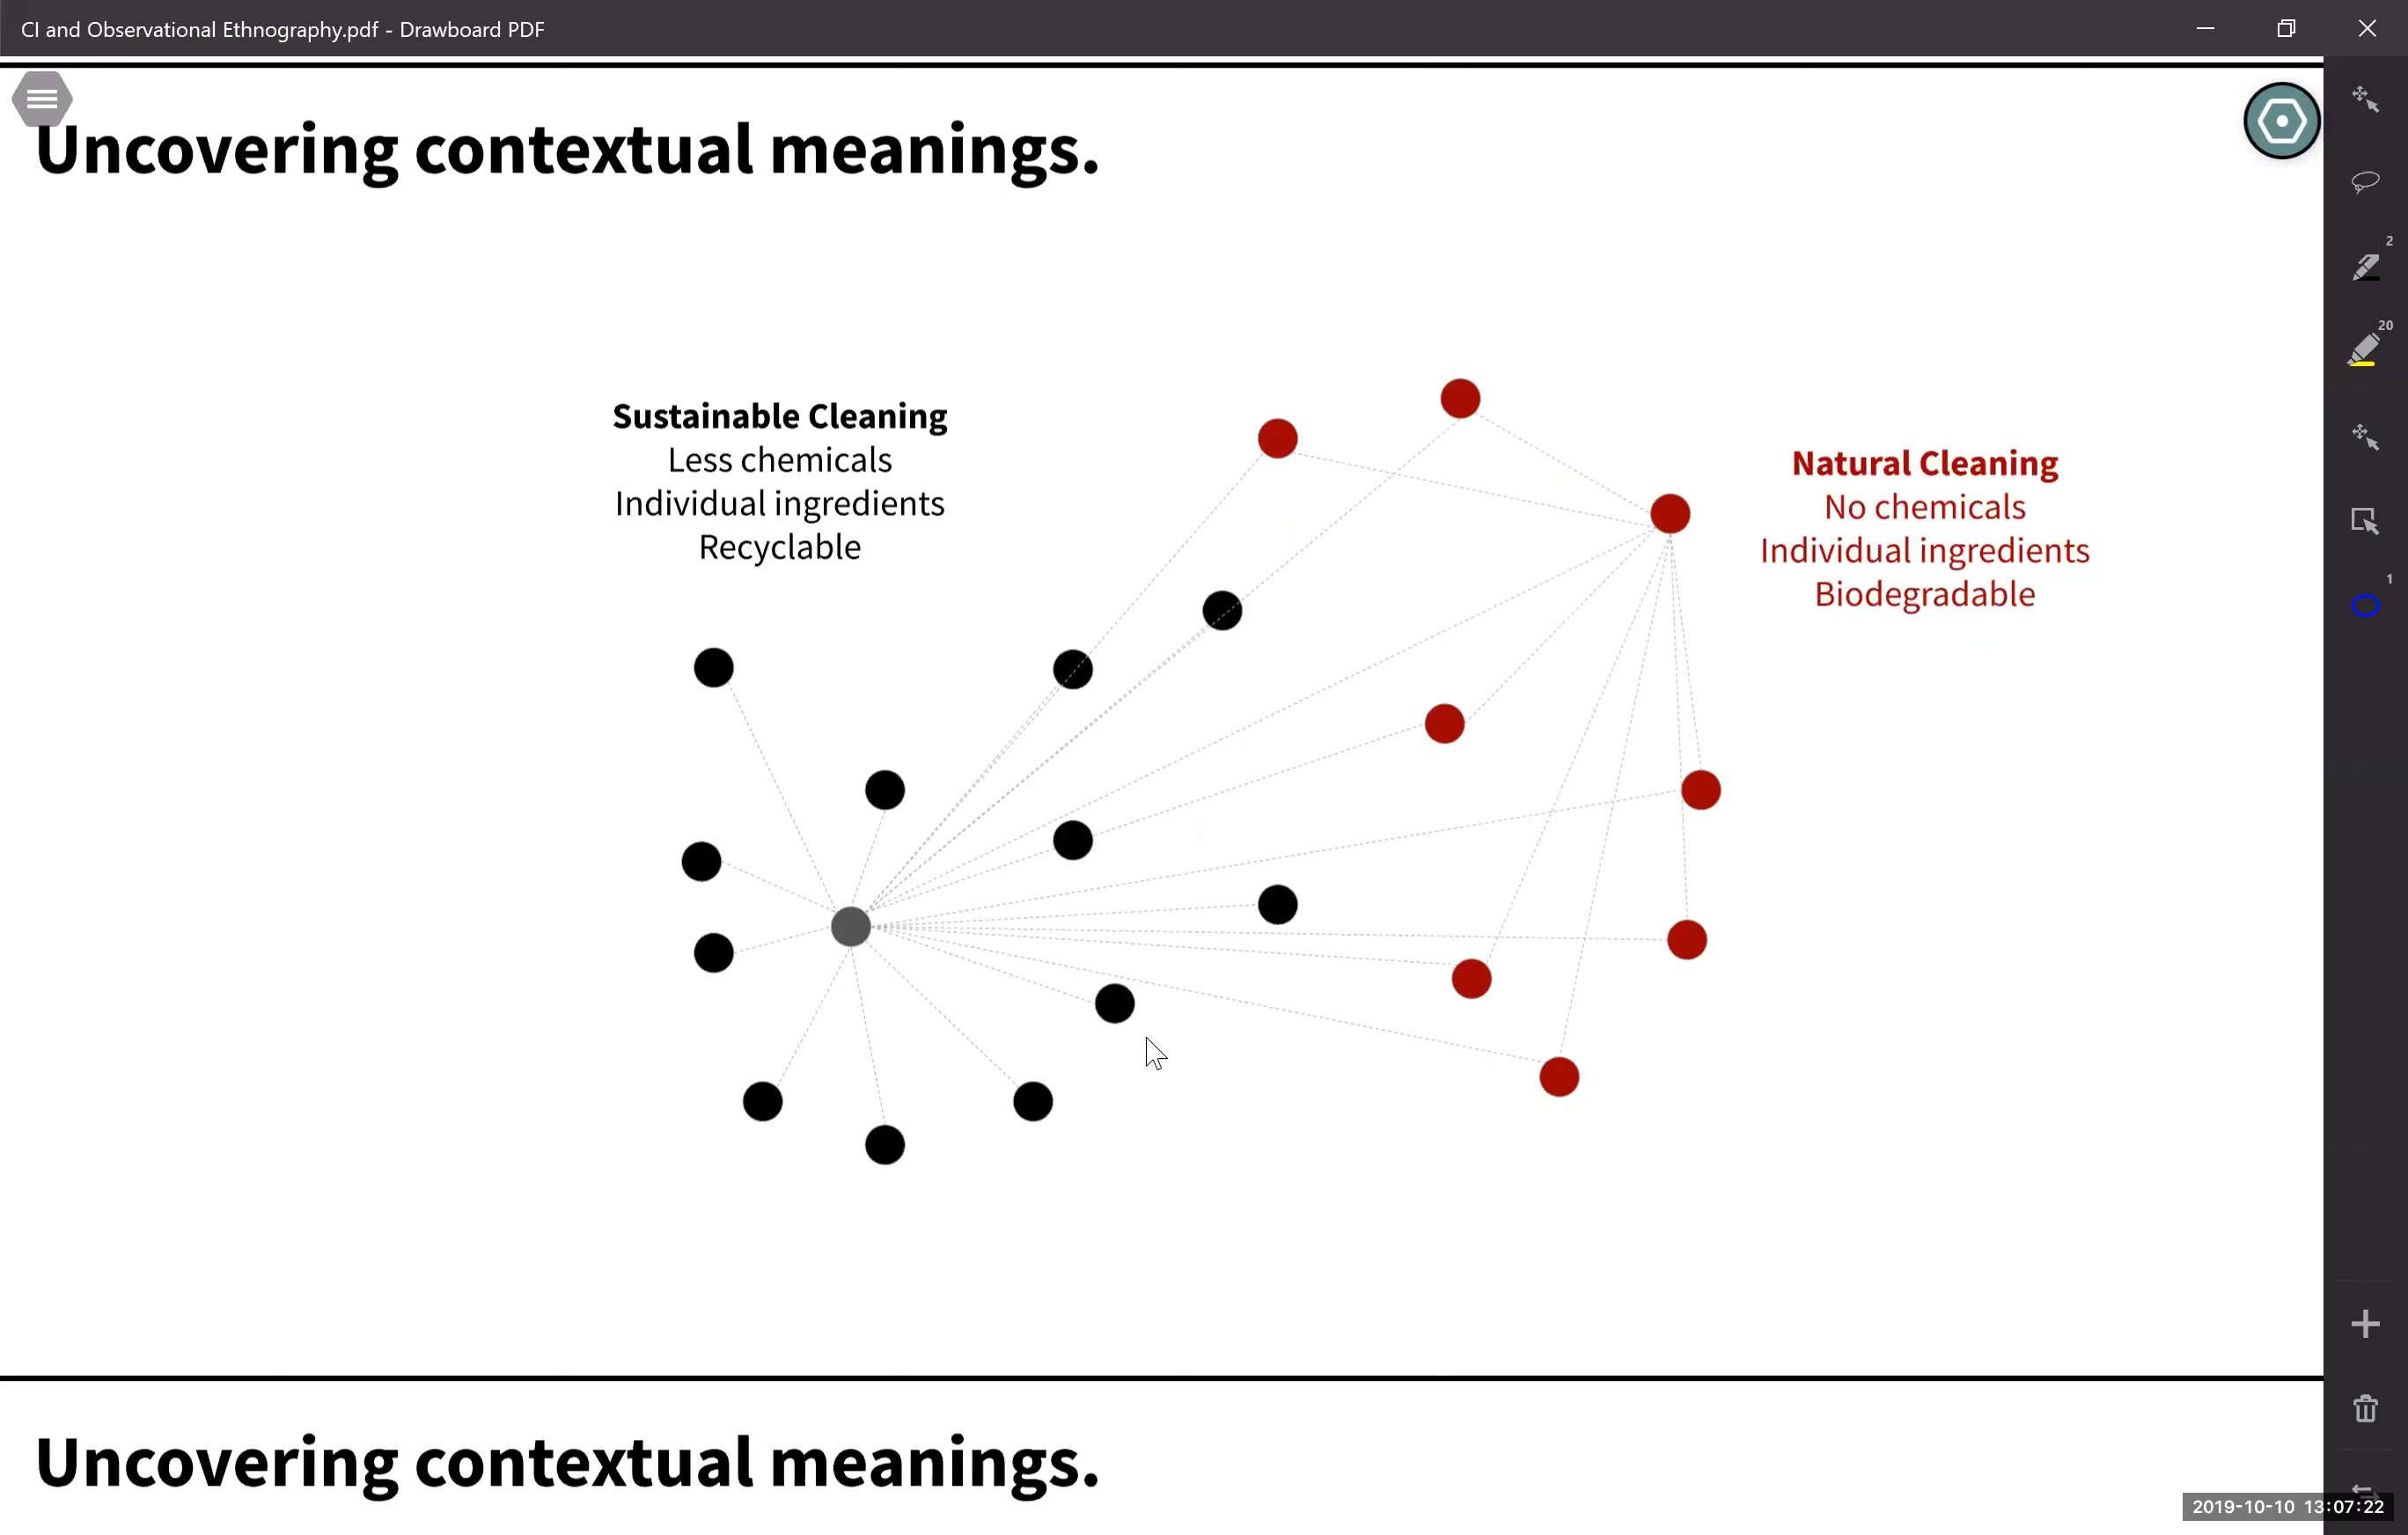 CI and Observational Ethnography.pdf - Drawboard PDF
Uncovering contextual meanings.
2
20
1
Sustainable Cleaning
Less chemicals
Individual ingredients
Recyclable
Natural Cleaning
No chemicals
Individual ingredients
Biodegradable
Uncovering contextual meanings.
2019-10-10 13:07:22